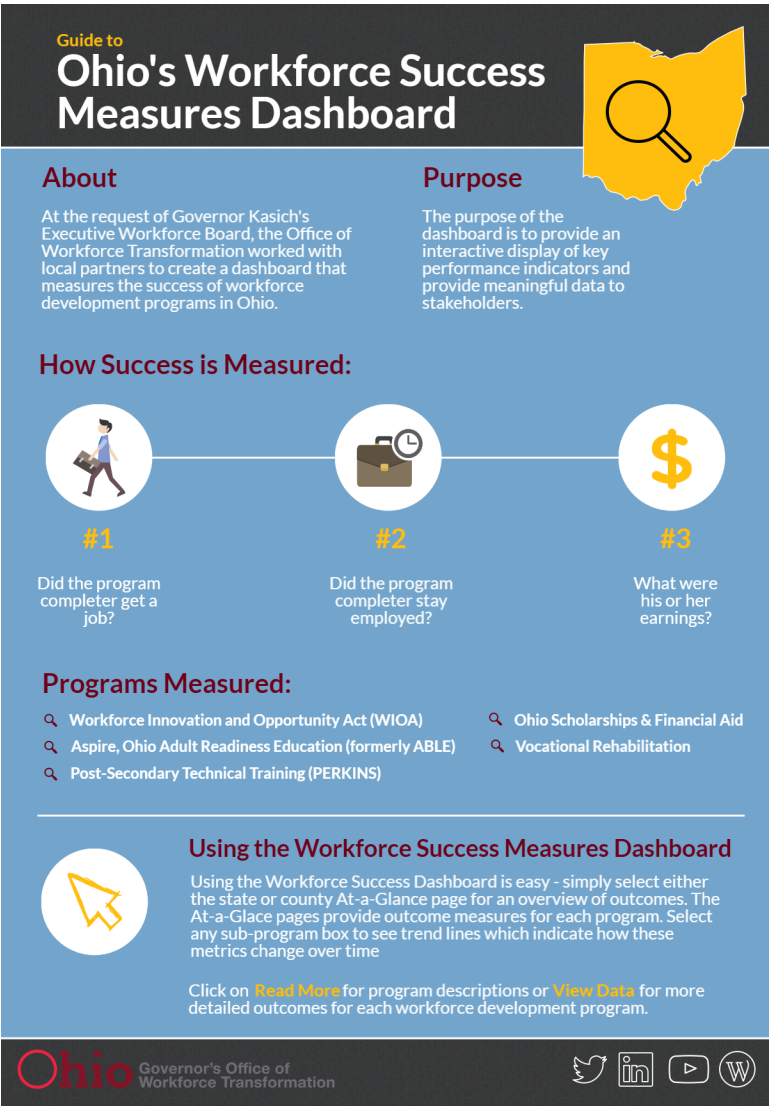 Guide to
Ohio's Workforce Success
Measures Dashboard
About
At the request of Governor Kasich's
Executive Workforce Board, the Office of
Workforce Transformation worked with
local partners to create a dashboard that
measures the success of workforce
development programs in Ohio.
Purpose
The purpose of the
dashboard is to provide an
interactive display of key
performance indicators and
provide meaningful data to
stakeholders.
How Success is Measured:
#1
Did the program
completer get a
job?
#2
Did the program
completer stay
employed?
#3
What were
his or her
earnings?
Programs Measured:
Workforce Innovation and Opportunity Act (WIOA)
Aspire, Ohio Adult Readiness Education (formerly ABLE)
Post-Secondary Technical Training (PERKINS)
Ohio Scholarships & Financial Aid
Vocational Rehabilitation
Using the Workforce Success Measures Dashboard
Using the Workforce Success Dashboard is easy - simply select either
the state or county At-a-Glance page for an overview of outcomes. The
At-a-Glace pages provide outcome measures for each program. Select
any sub-program box to see trend lines which indicate how these
metrics change over time
Click on Read More for program descriptions or View Data for more
detailed outcomes for each workforce development program.
Ohio
Governor's Office of
Workforce Transformation
in
W